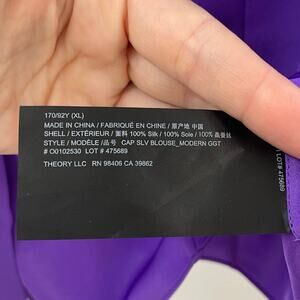 170/92Y (XL)
MADE IN CHINA / FABRIQUÉ EN CHINE / 原产地 中国
SHELL / EXTÉRIEUR / 面料 100% Silk / 100% Soie / 100% 桑蚕丝
STYLE / MODÈLE /品号 CAP SLV BLOUSE_MODERN GGT
# O0102530 LOT # 475689
THEORY LLC RN 98406 CA 39862
LOT# 475689